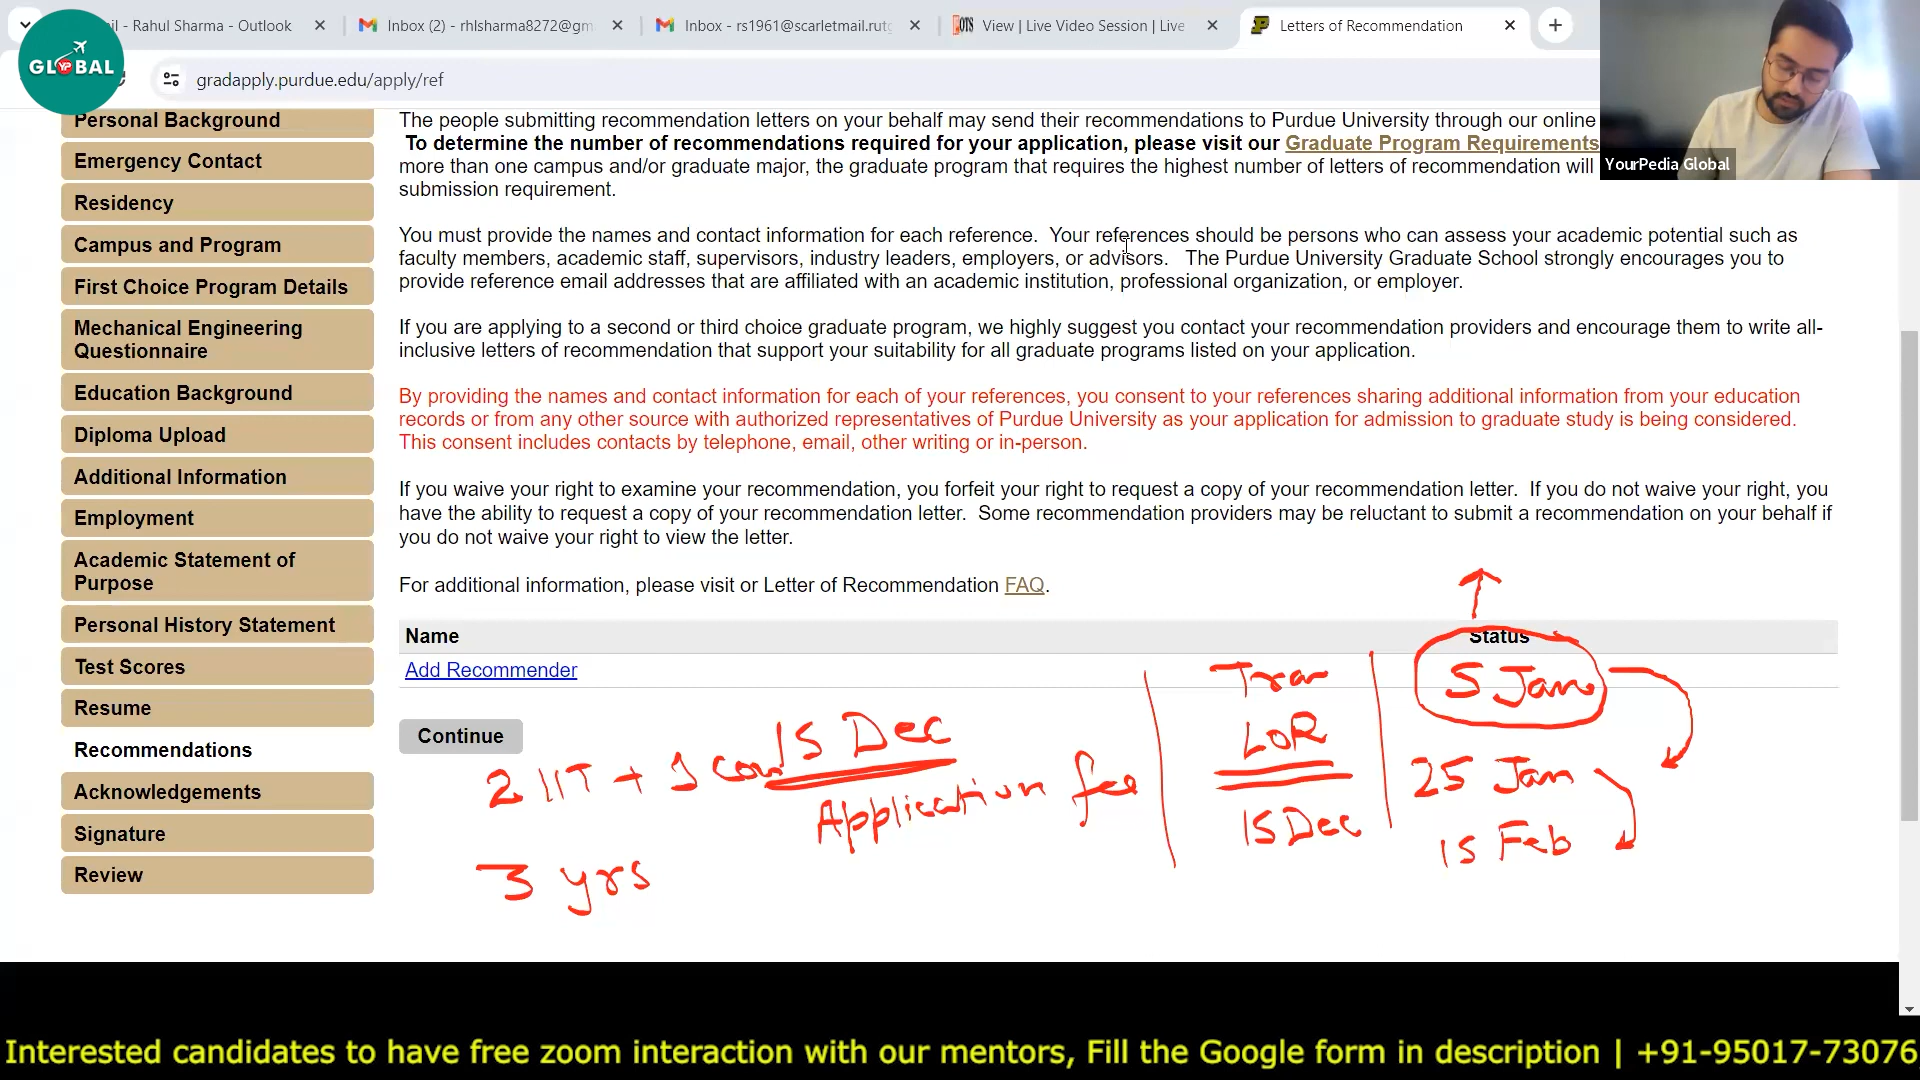 il - Rahul Sharma - Outlook
Inbox (2) - rhlsharma8272@gm
Inbox - rs1961@scarletmail.rutg
OTS View | Live Video Session | Live
Letters of Recommendation
GLOBAL
YP
gradapply.purdue.edu/apply/ref
YourPedia Global
Personal Background
Emergency Contact
Residency
Campus and Program
First Choice Program Details
Mechanical Engineering
Questionnaire
Education Background
Diploma Upload
Additional Information
Employment
Academic Statement of
Purpose
Personal History Statement
Test Scores
Resume
Recommendations
Acknowledgements
Signature
Review
The people submitting recommendation letters on your behalf may send their recommendations to Purdue University through our online
To determine the number of recommendations required for your application, please visit our Graduate Program Requirements
more than one campus and/or graduate major, the graduate program that requires the highest number of letters of recommendation will
submission requirement.
You must provide the names and contact information for each reference. Your references should be persons who can assess your academic potential such as
faculty members, academic staff, supervisors, industry leaders, employers, or advisors. The Purdue University Graduate School strongly encourages you to
provide reference email addresses that are affiliated with an academic institution, professional organization, or employer.
If you are applying to a second or third choice graduate program, we highly suggest you contact your recommendation providers and encourage them to write all-
inclusive letters of recommendation that support your suitability for all graduate programs listed on your application.
By providing the names and contact information for each of your references, you consent to your references sharing additional information from your education
records or from any other source with authorized representatives of Purdue University as your application for admission to graduate study is being considered.
This consent includes contacts by telephone, email, other writing or in-person.
If you waive your right to examine your recommendation, you forfeit your right to request a copy of your recommendation letter. If you do not waive your right, you
have the ability to request a copy of your recommendation letter. Some recommendation providers may be reluctant to submit a recommendation on your behalf if
you do not waive your right to view the letter.
For additional information, please visit or Letter of Recommendation FAQ.
Name Status
Add Recommender
Continue
15 Dec
2 IIT + 1
Application fee
3 yrs
Tran
LOR
15 Dec
5 Jan
25 Jan
15 Feb
Interested candidates to have free zoom interaction with our mentors, Fill the Google form in description | +91-95017-73076